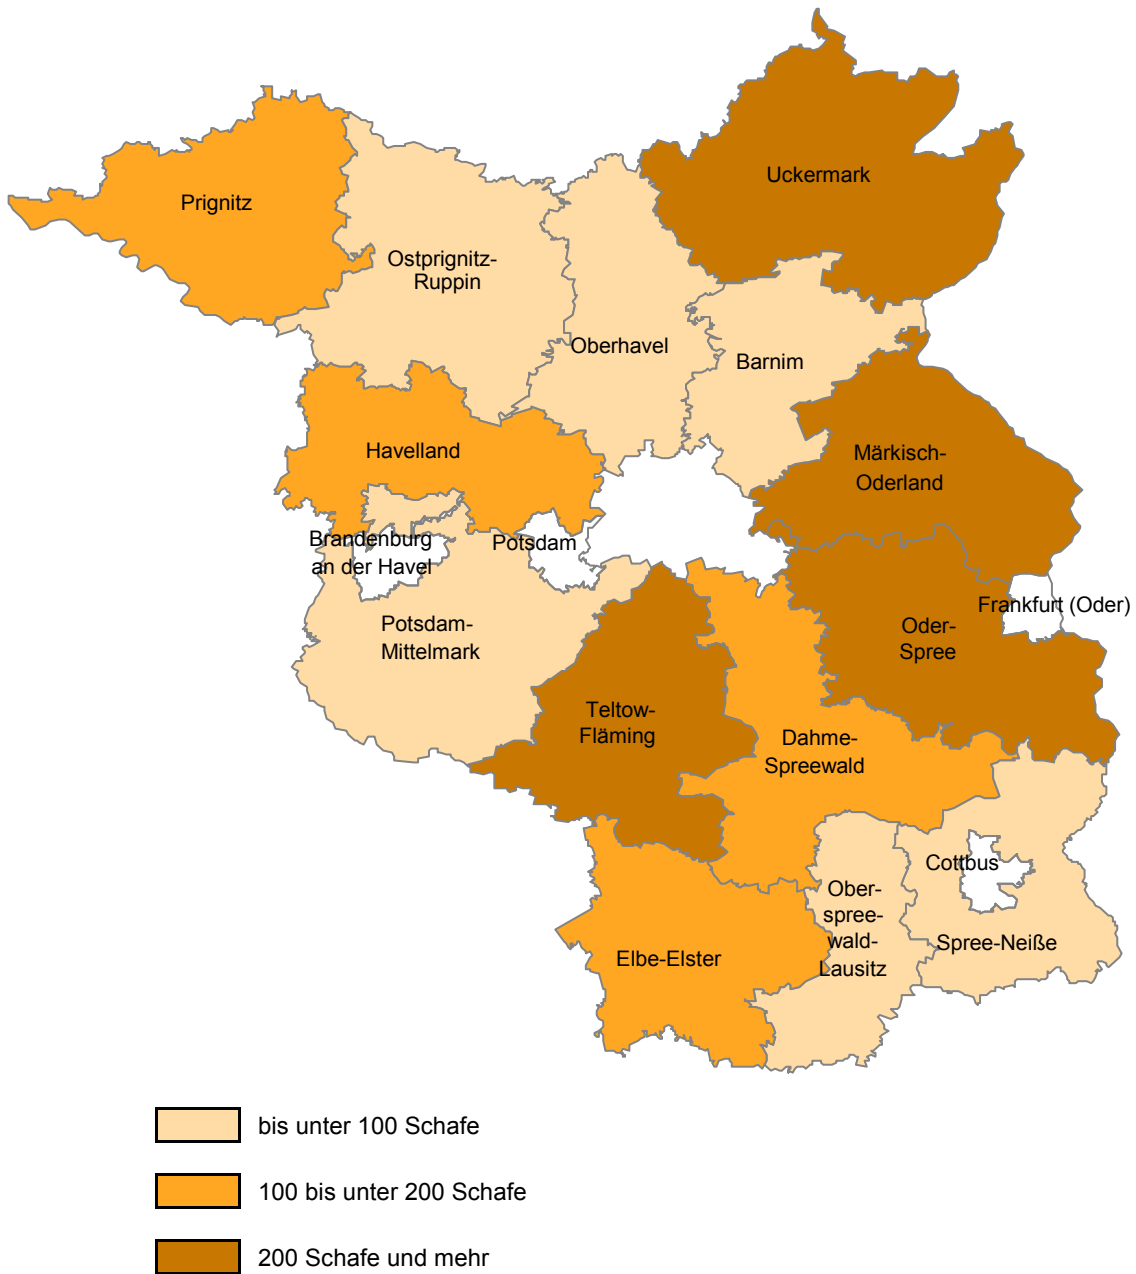 Uckermark
Prignitz
Ostprignitz-
Ruppin
Oberhavel
Barnim
Havelland
Märkisch-
Oderland
Brandenburg
an der Havel
Potsdam
Frankfurt (Oder)
Potsdam-
Mittelmark
Oder-
Spree
Teltow-
Fläming
Dahme-
Spreewald
Cottbus
Ober-
spree-
wald-
Lausitz
Spree-Neiße
Elbe-Elster
bis unter 100 Schafe
100 bis unter 200 Schafe
200 Schafe und mehr